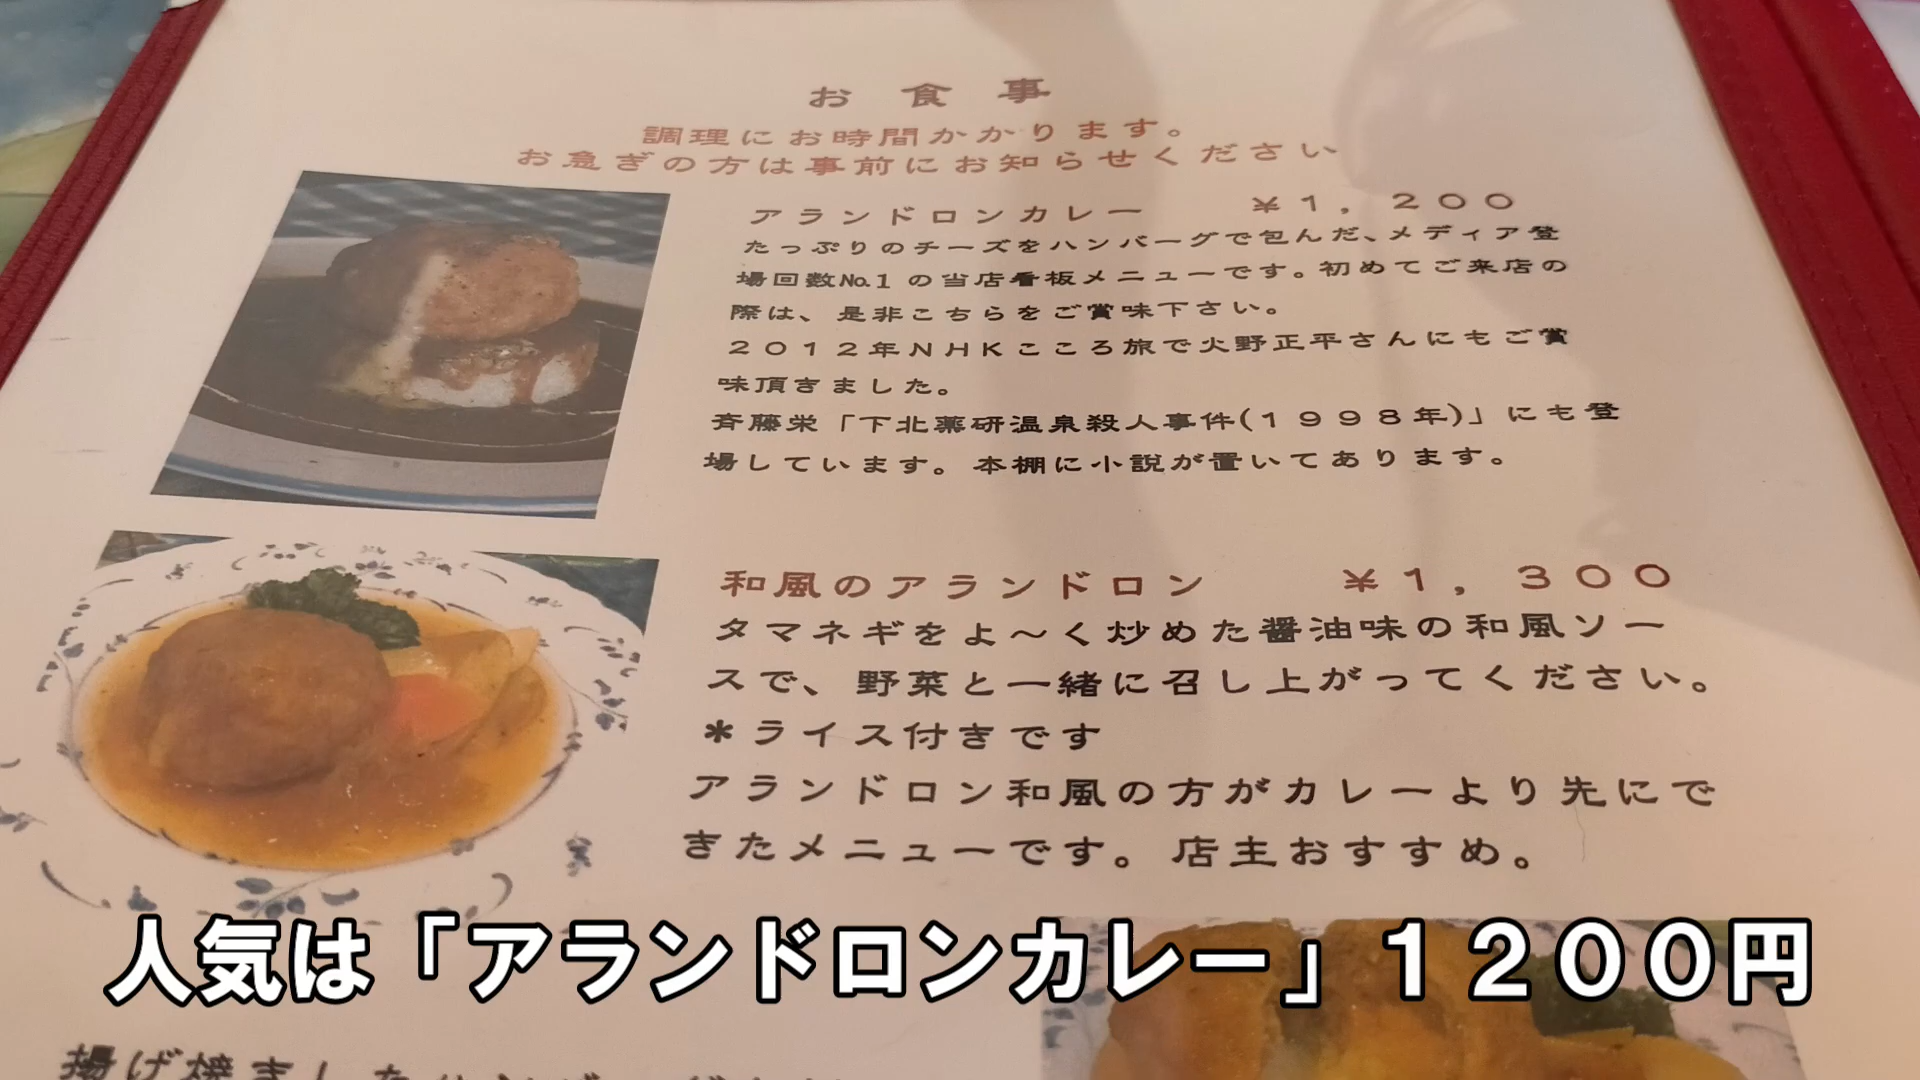 お食事
調理にお時間かかります。
お急ぎの方は事前にお知らせください
アランドロンカレー ￥１，２００
たっぷりのチーズをハンバーグで包んだ、メディア登
場回数№１の当店看板メニューです。初めてご来店の
際は、是非こちらをご賞味下さい。
２０１２年ＮＨＫこころ旅で火野正平さんにもご賞
味頂きました。
斉藤栄「下北薬研温泉殺人事件(１９９８年)」にも登
場しています。本棚に小説が置いてあります。
和風のアランドロン ￥１，３００
タマネギをよ～く炒めた醤油味の和風ソー
スで、野菜と一緒に召し上がってください。
＊ライス付きです
アランドロン和風の方がカレーより先にで
きたメニューです。店主おすすめ。
人気は「アランドロンカレー」１２００円
揚げ焼きした